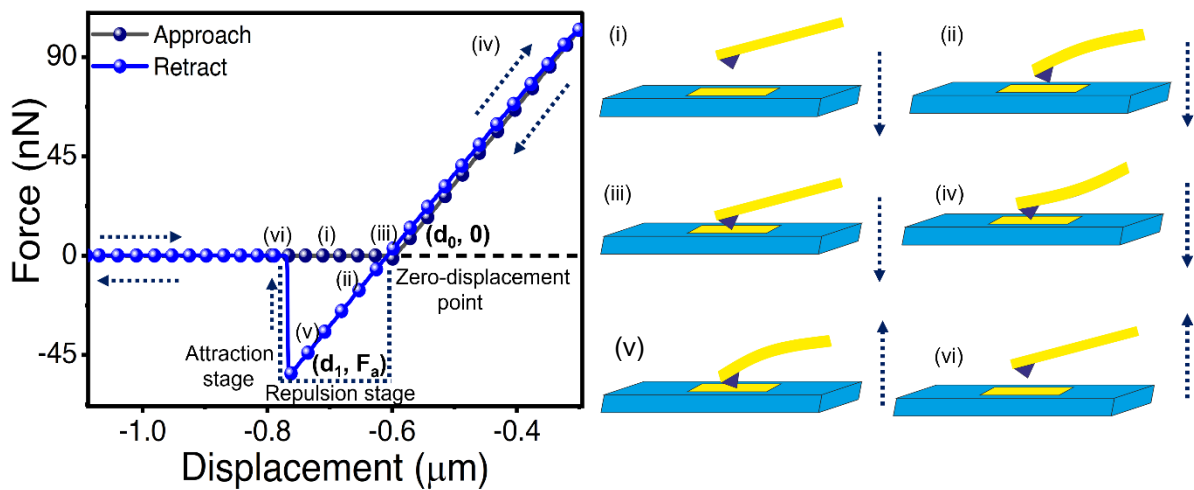 Approach
Retract
(iv)
Force (nN)
90
45
0
-45
(vi)
(i)
(iii)
(d0, 0)
(ii)
Zero-displacement
point
(v)
(d1, Fa)
Attraction
stage
Repulsion stage
-1.0
-0.8
-0.6
-0.4
Displacement (μm)
(i)
(ii)
(iii)
(iv)
(v)
(vi)